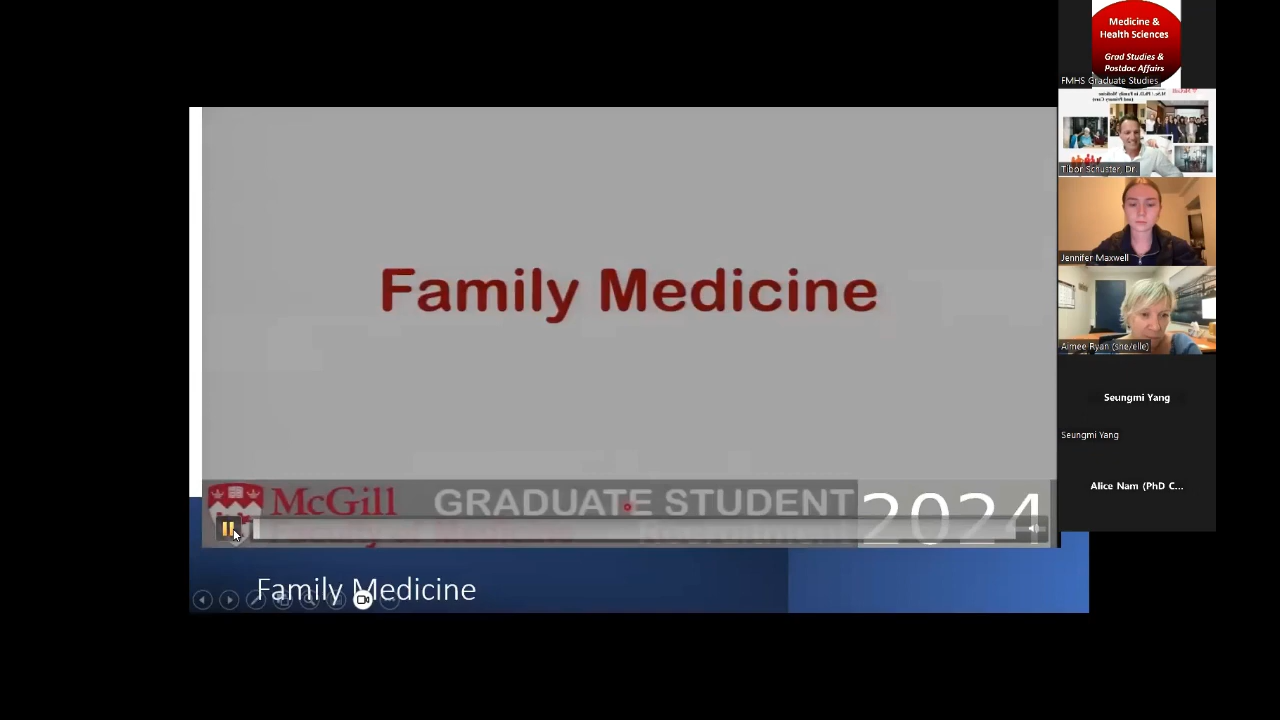 Family Medicine
McGill GRADUATE STUDENT 2024
Family Medicine
Medicine &
Health Sciences
Grad Studies &
Postdoc Affairs
FMHS Graduate Studies
Tibor Schuster, Dr.
Jennifer Maxwell
Aimee Ryan (she/elle)
Seungmi Yang
Seungmi Yang
Alice Nam (PhD C...